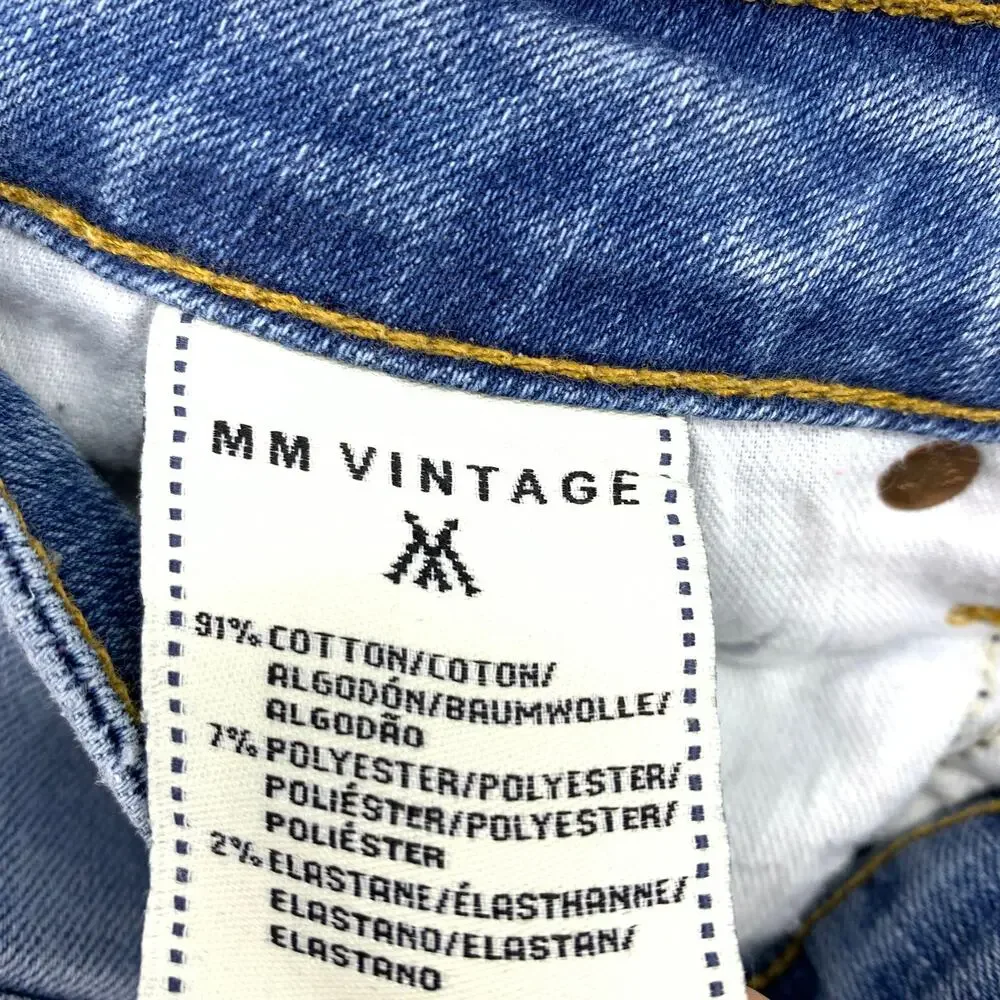 MM VINTAGE
91% COTTON/COTON/
ALGODÓN/BAUMWOLLE/
ALGODÃO
7% POLYESTER/POLYESTER/
POLIÉSTER/POLYESTER/
POLIÉSTER
2% ELASTANE/ÉLASTHANNE/
ELASTANO/ELASTAN/
ELASTANO